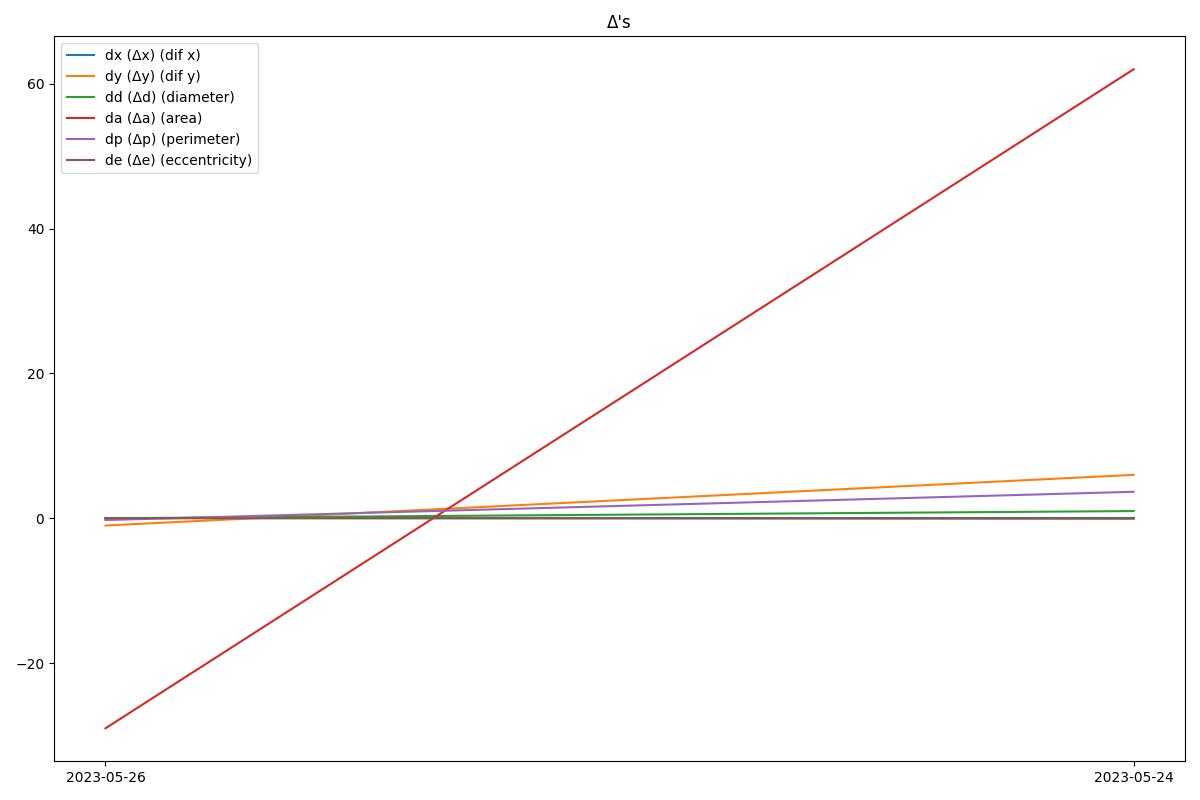 Δ's
dx (Δx) (dif x)
dy (Δy) (dif y)
dd (Δd) (diameter)
da (Δa) (area)
dp (Δp) (perimeter)
de (Δe) (eccentricity)
60
40
20
0
−20
2023-05-26
2023-05-24